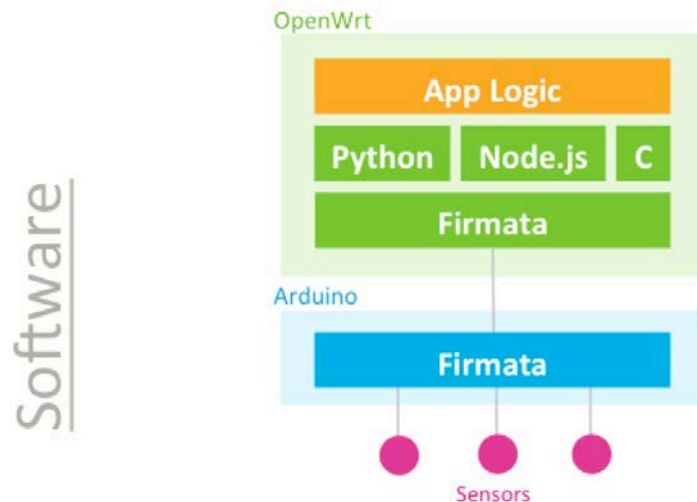 OpenWrt
App Logic
Python Node.js C
Firmata
Software
Arduino
Firmata
Sensors